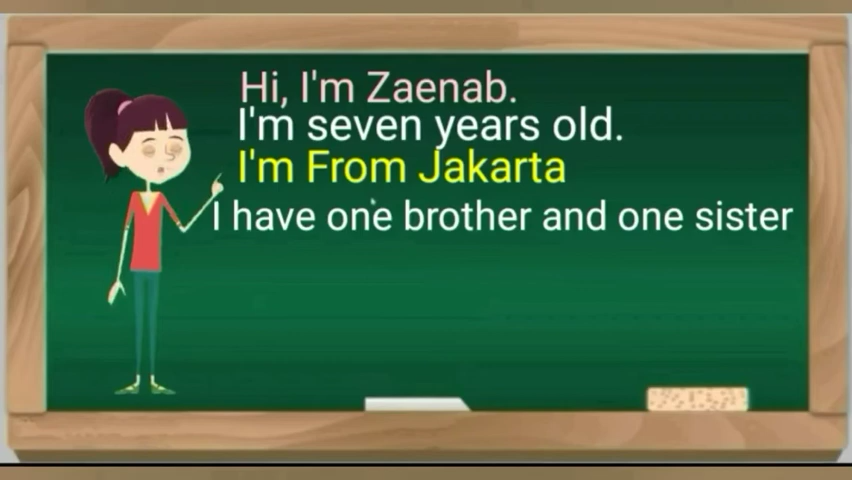 Hi, I'm Zaenab.
I'm seven years old.
I'm From Jakarta
I have one brother and one sister